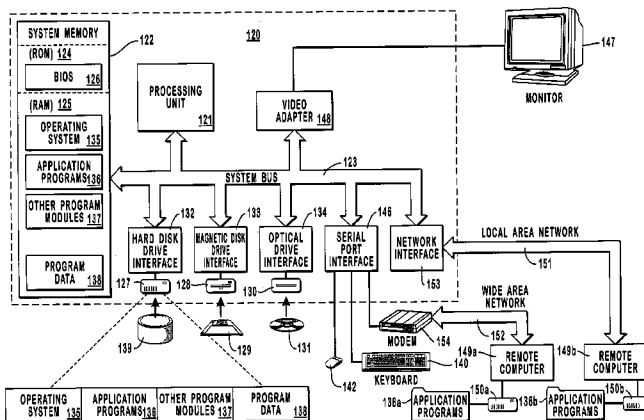 SYSTEM MEMORY
122
(ROM) 124
BIOS
126
(RAM) 125
OPERATING
SYSTEM 135
APPLICATION
PROGRAMS 136
OTHER PROGRAM
MODULES 137
PROGRAM
DATA 138
120
PROCESSING
UNIT
121
VIDEO
ADAPTER 148
147
MONITOR
SYSTEM BUS
123
132
HARD DISK
DRIVE
INTERFACE
133
MAGNETIC DISK
DRIVE
INTERFACE
134
OPTICAL
DRIVE
INTERFACE
146
SERIAL
PORT
INTERFACE
NETWORK
INTERFACE
153
LOCAL AREA NETWORK
151
127
128
130
WIDE AREA
NETWORK
152
139
129
131
142
MODEM
154
KEYBOARD
140
149a
REMOTE
COMPUTER
149b
REMOTE
COMPUTER
150a
136a
APPLICATION
PROGRAMS
150b
136b
APPLICATION
PROGRAMS
OPERATING
SYSTEM 135
APPLICATION
PROGRAMS 136
OTHER PROGRAM
MODULES 137
PROGRAM
DATA 138